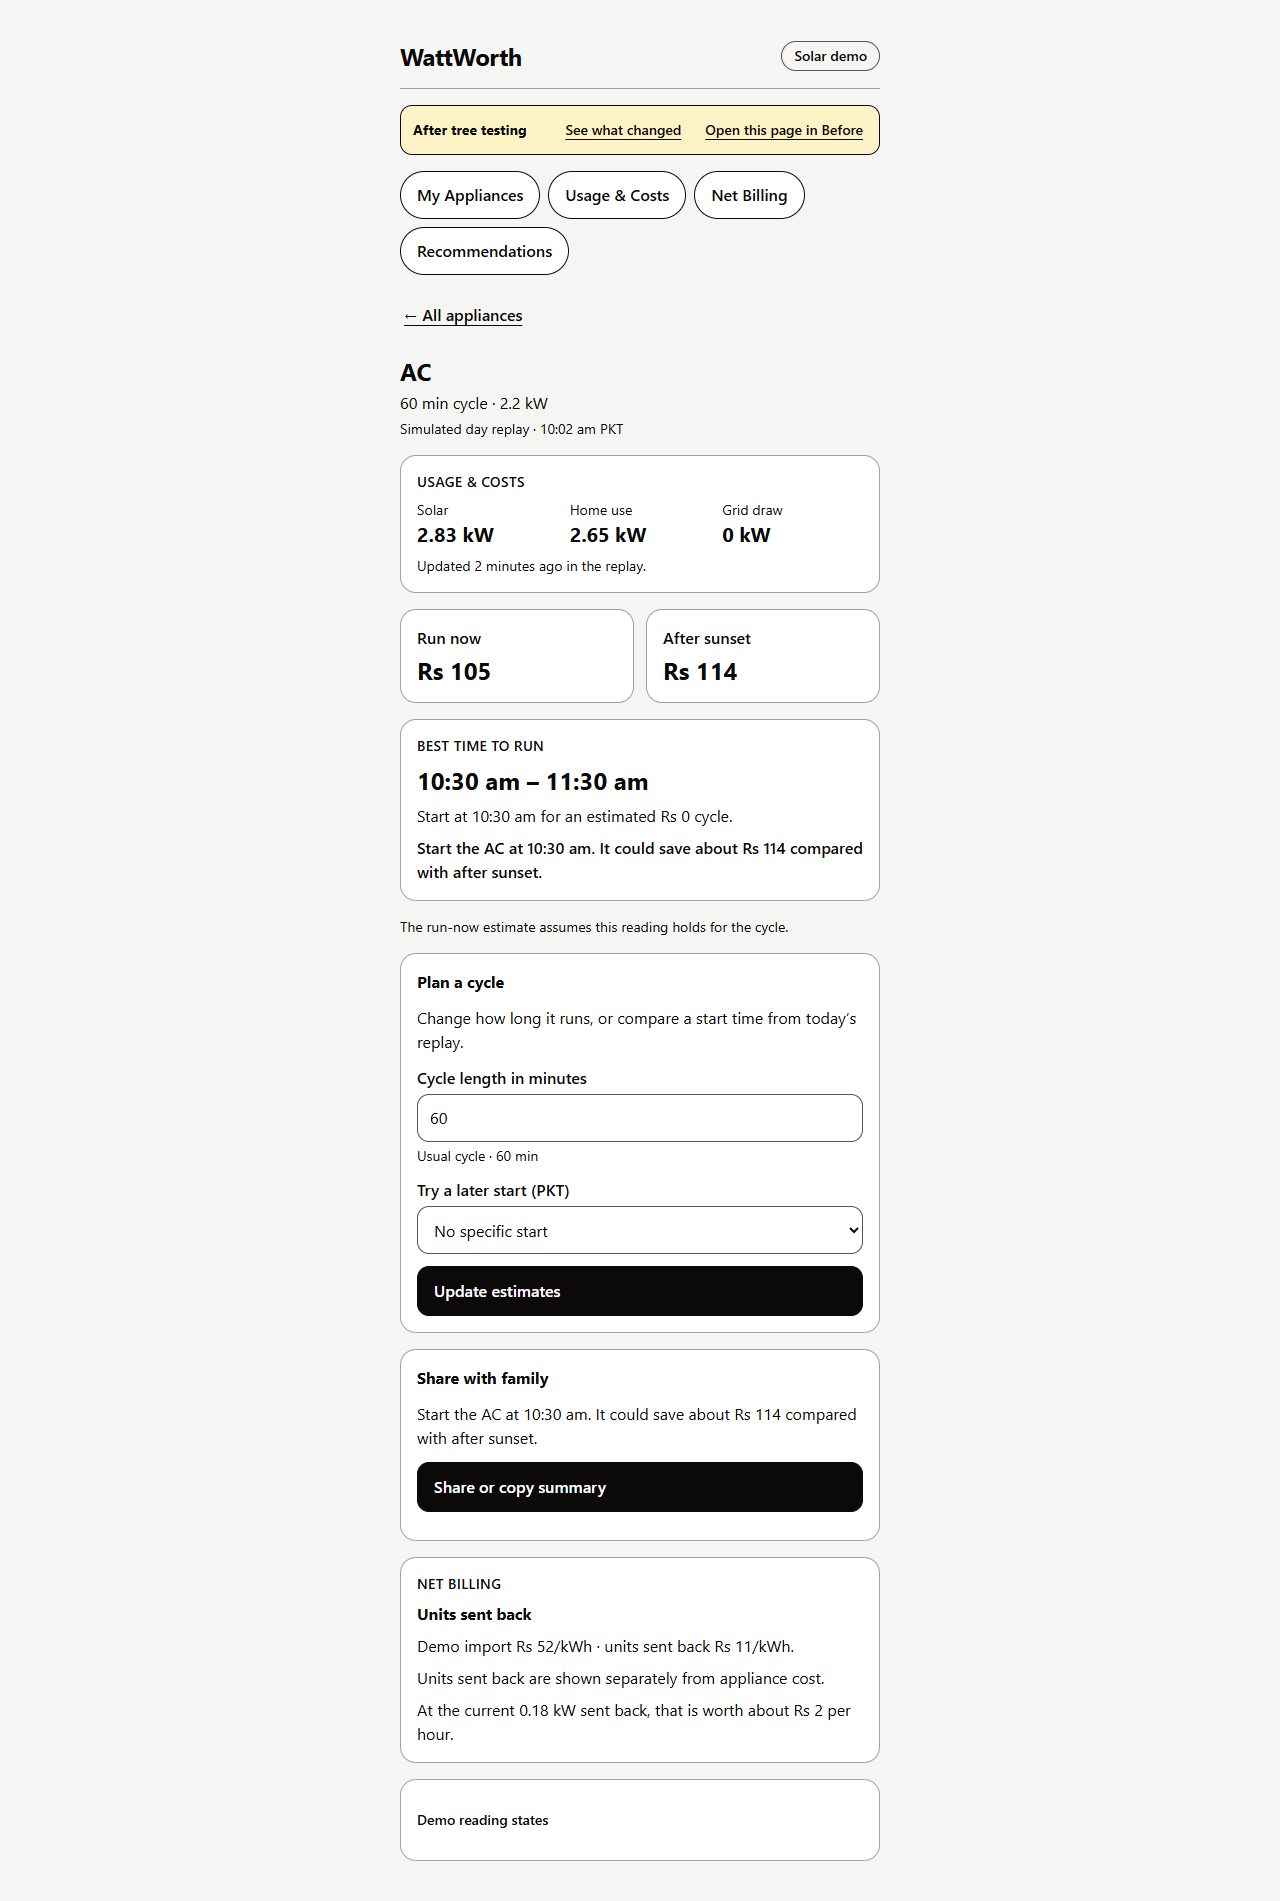 WattWorth
Solar demo
After tree testing
See what changed
Open this page in Before
My Appliances
Usage & Costs
Net Billing
Recommendations
← All appliances
AC
60 min cycle · 2.2 kW
Simulated day replay · 10:02 am PKT
USAGE & COSTS
Solar
2.83 kW
Home use
2.65 kW
Grid draw
0 kW
Updated 2 minutes ago in the replay.
Run now
Rs 105
After sunset
Rs 114
BEST TIME TO RUN
10:30 am – 11:30 am
Start at 10:30 am for an estimated Rs 0 cycle.
Start the AC at 10:30 am. It could save about Rs 114 compared
with after sunset.
The run-now estimate assumes this reading holds for the cycle.
Plan a cycle
Change how long it runs, or compare a start time from today’s
replay.
Cycle length in minutes
60
Usual cycle · 60 min
Try a later start (PKT)
No specific start
Update estimates
Share with family
Start the AC at 10:30 am. It could save about Rs 114 compared
with after sunset.
Share or copy summary
NET BILLING
Units sent back
Demo import Rs 52/kWh · units sent back Rs 11/kWh.
Units sent back are shown separately from appliance cost.
At the current 0.18 kW sent back, that is worth about Rs 2 per
hour.
Demo reading states